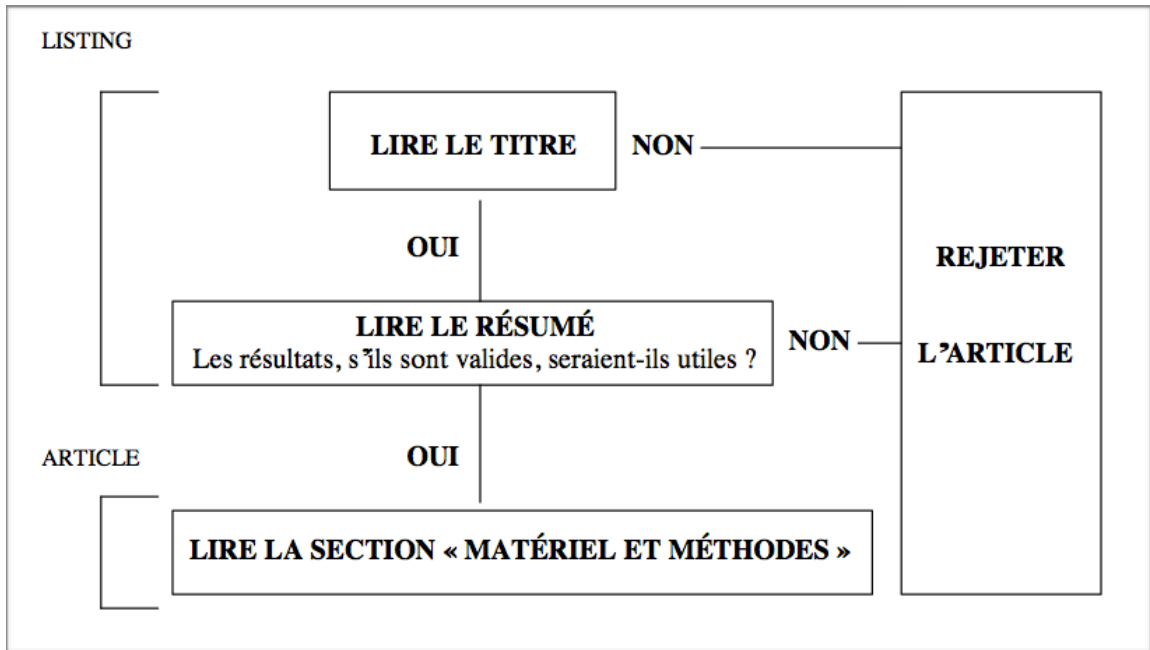 LISTING
LIRE LE TITRE NON
OUI
REJETER
LIRE LE RÉSUMÉ
Les résultats, s’ils sont valides, seraient-ils utiles ?
NON
L’ARTICLE
ARTICLE
OUI
LIRE LA SECTION « MATÉRIEL ET MÉTHODES »